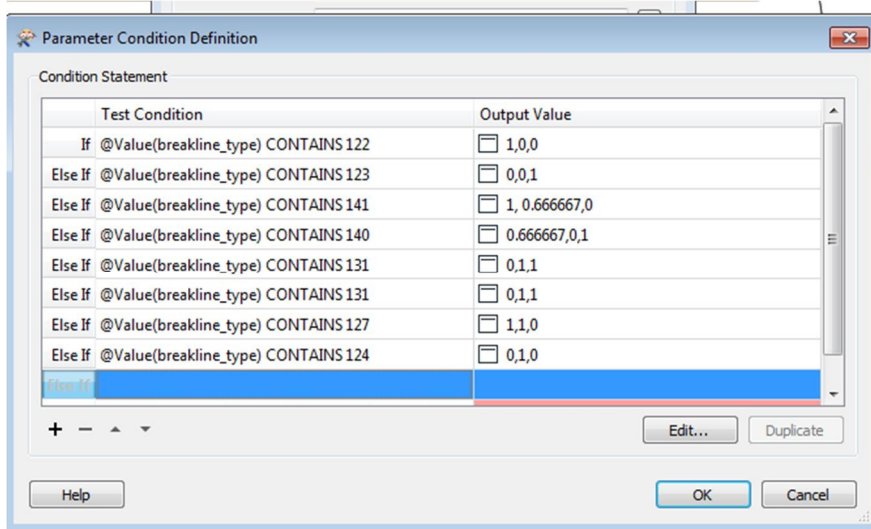 Parameter Condition Definition
Condition Statement
Test Condition Output Value
If @Value(breakline_type) CONTAINS 122 1,0,0
Else If @Value(breakline_type) CONTAINS 123 0,0,1
Else If @Value(breakline_type) CONTAINS 141 1, 0.666667,0
Else If @Value(breakline_type) CONTAINS 140 0.666667,0,1
Else If @Value(breakline_type) CONTAINS 131 0,1,1
Else If @Value(breakline_type) CONTAINS 131 0,1,1
Else If @Value(breakline_type) CONTAINS 127 1,1,0
Else If @Value(breakline_type) CONTAINS 124 0,1,0
Else If
Edit... Duplicate
Help OK Cancel